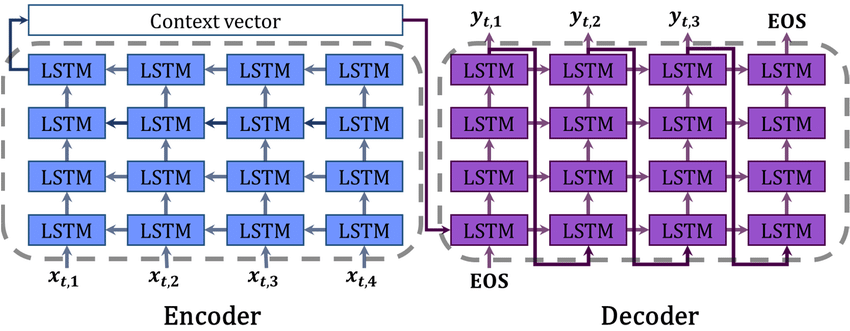 Context vector
y_{t,1} y_{t,2} y_{t,3} EOS
LSTM LSTM LSTM LSTM LSTM LSTM LSTM LSTM
LSTM LSTM LSTM LSTM LSTM LSTM LSTM LSTM
LSTM LSTM LSTM LSTM LSTM LSTM LSTM LSTM
LSTM LSTM LSTM LSTM LSTM LSTM LSTM LSTM
x_{t,1} x_{t,2} x_{t,3} x_{t,4} EOS
Encoder Decoder